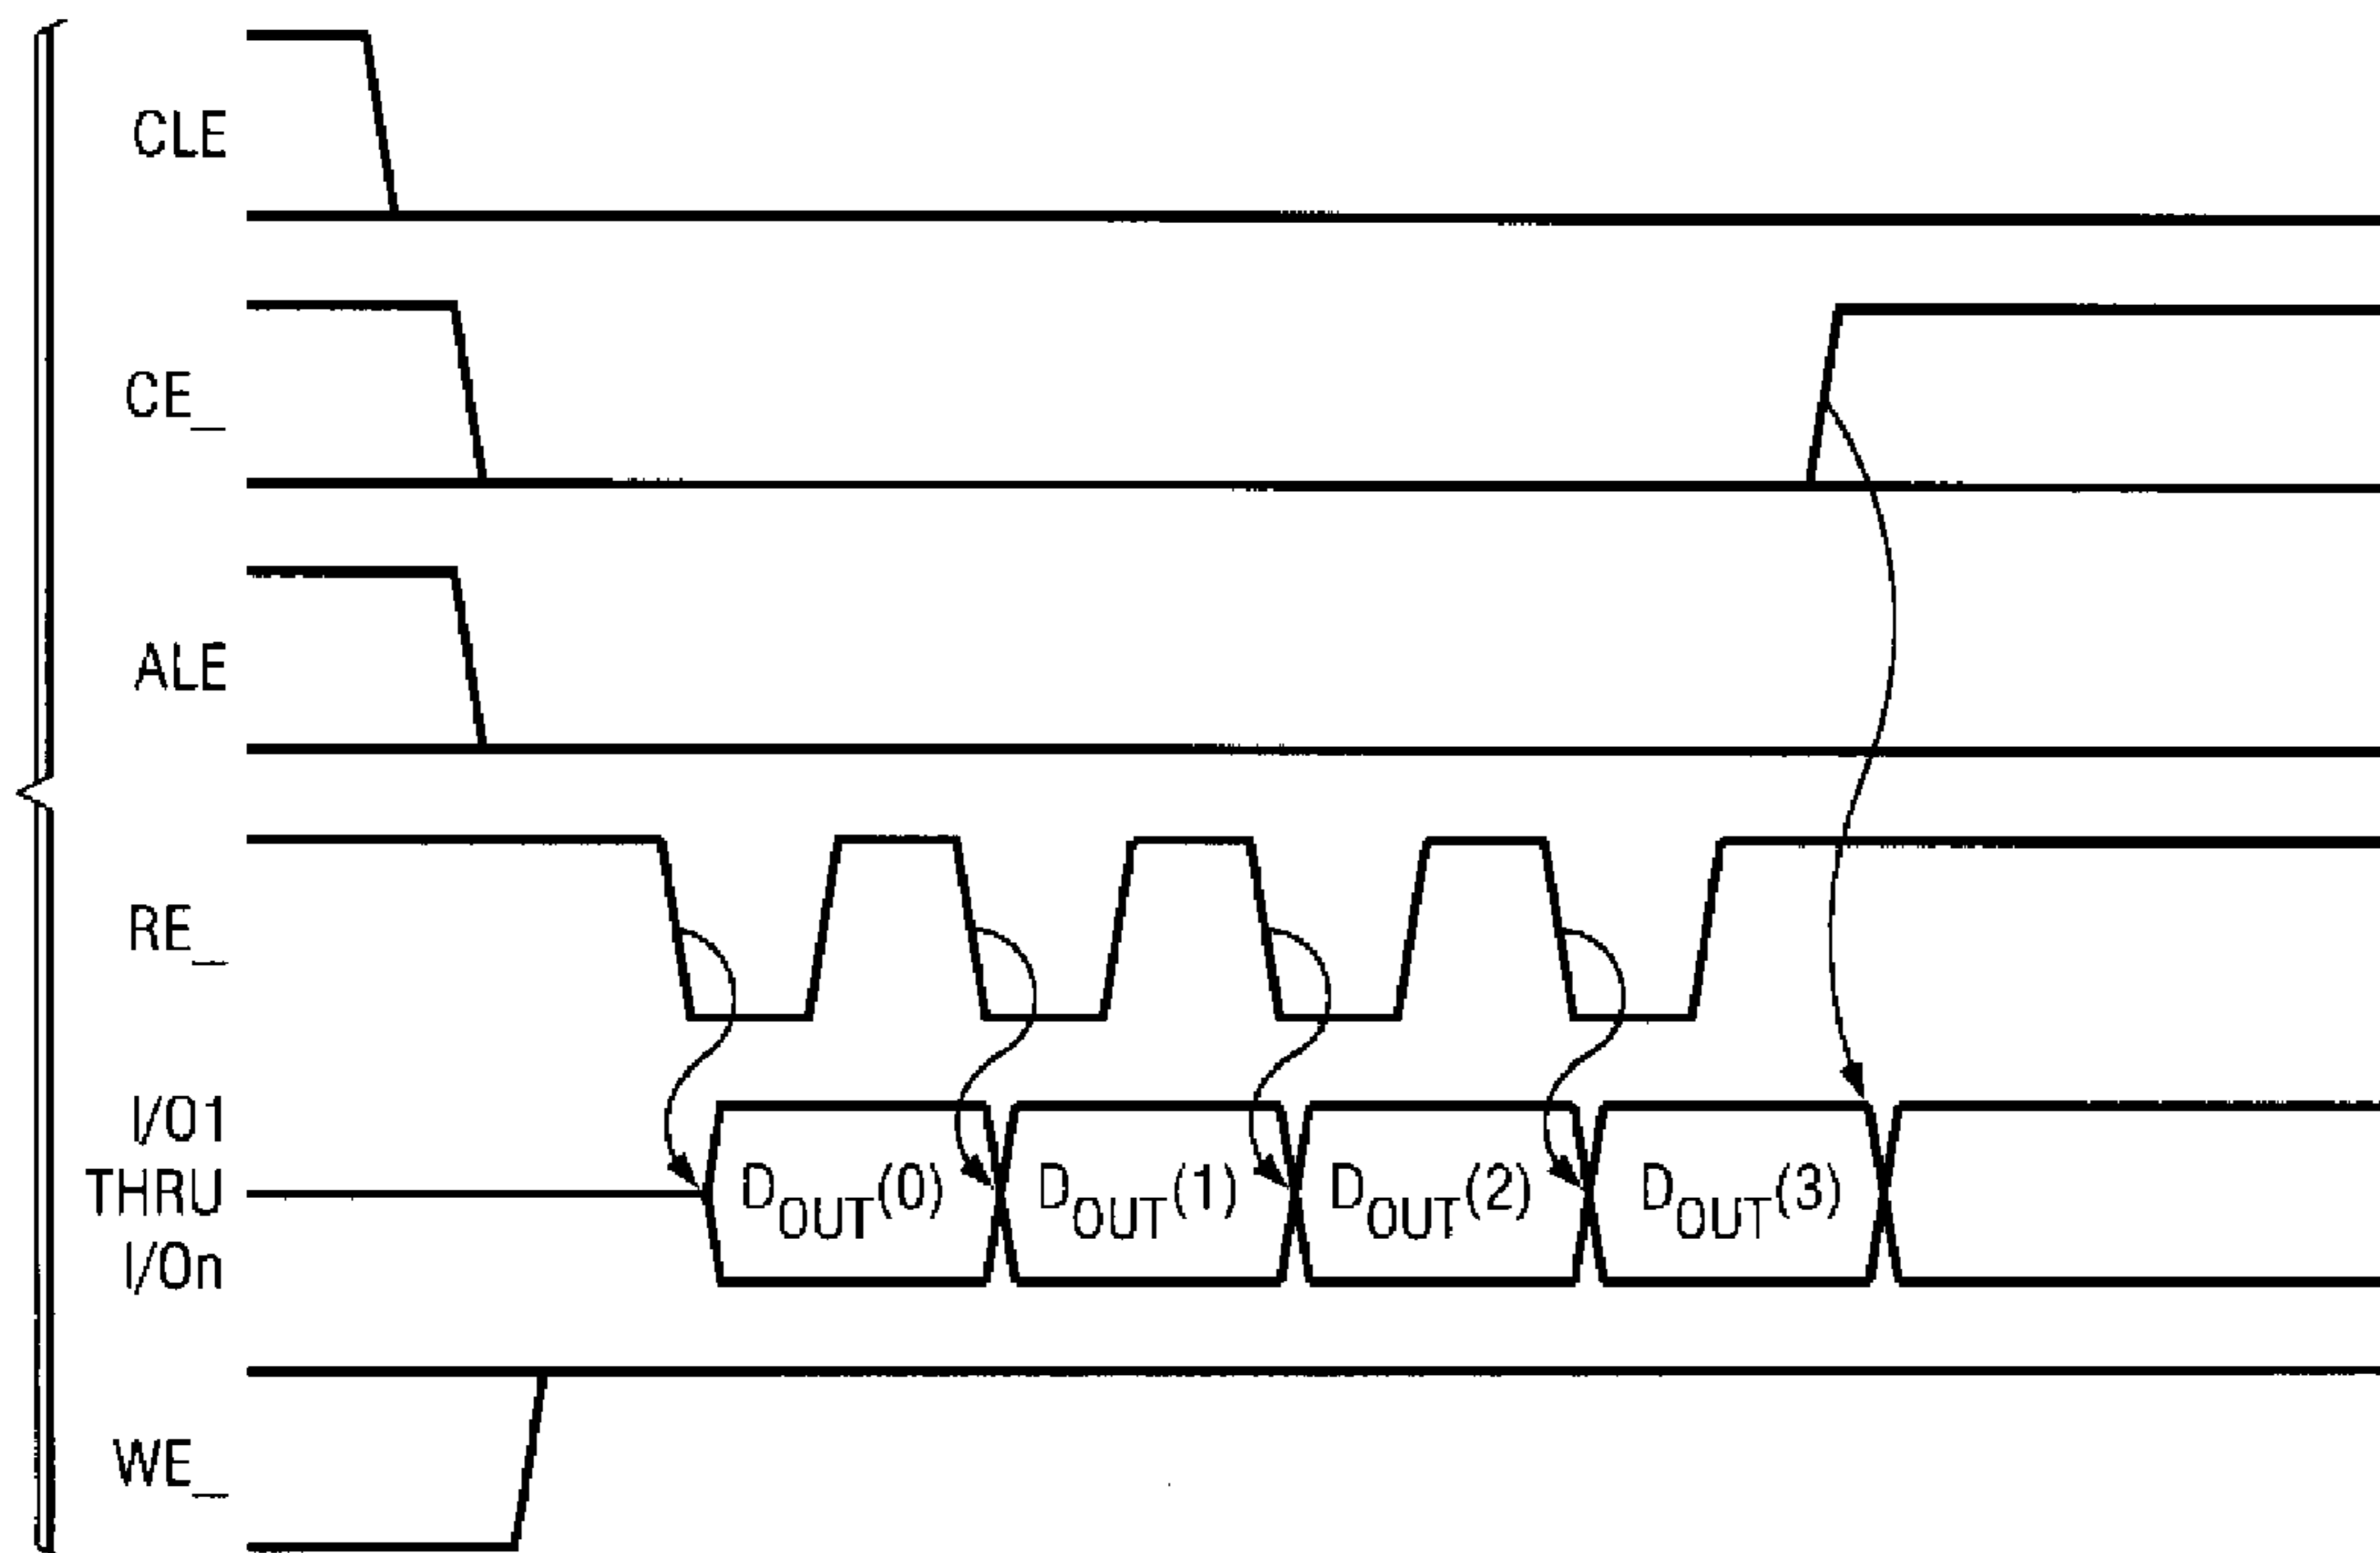 CLE
CE_
ALE
RE_
I/O1
THRU
I/On
DOUT(0) DOUT(1) DOUT(2) DOUT(3)
WE_